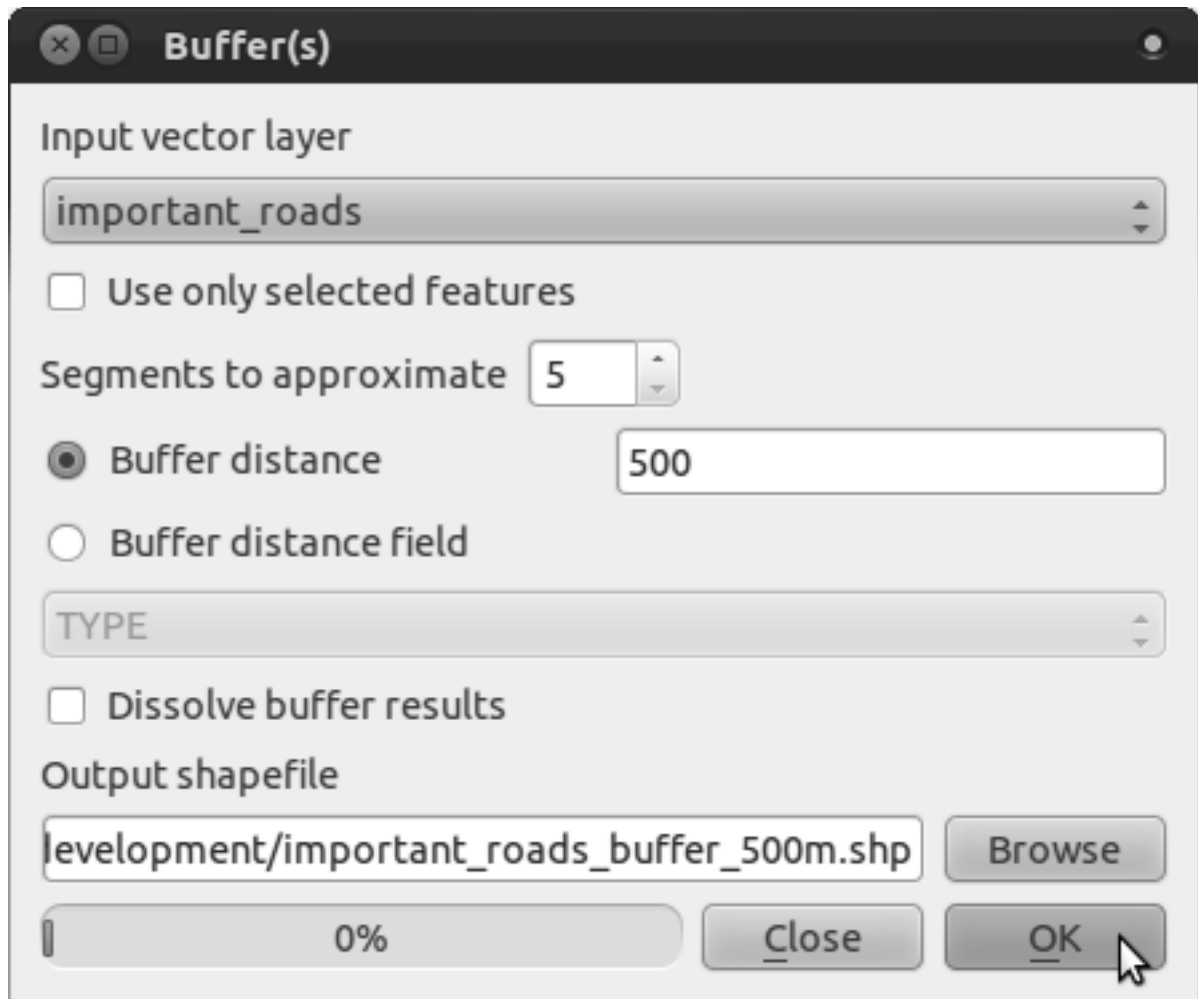 Buffer(s)
Input vector layer
important_roads
Use only selected features
Segments to approximate 5
Buffer distance 500
Buffer distance field
TYPE
Dissolve buffer results
Output shapefile
development/important_roads_buffer_500m.shp Browse
0% Close OK